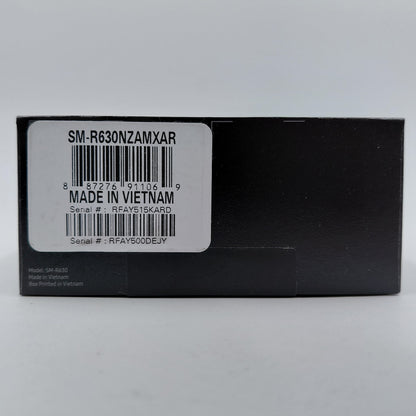 SM-R630NZAMXAR
8 87276 91106 9
MADE IN VIETNAM
Serial # : RFAY515KARD
Serial # : RFAY500DEJY
Model: SM-R630
Made in Vietnam
Box Printed in Vietnam